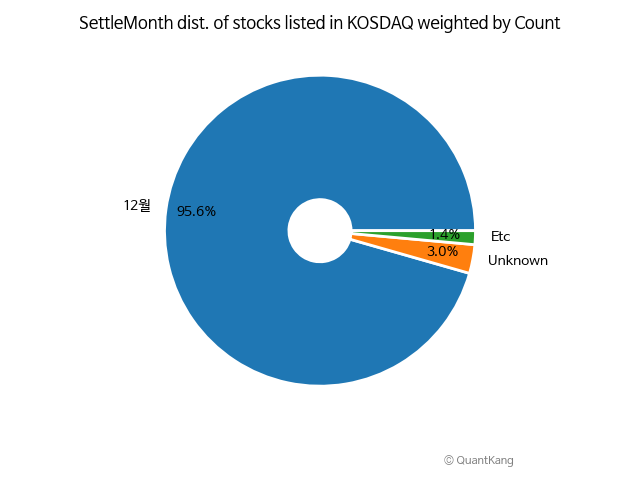 SettleMonth dist. of stocks listed in KOSDAQ weighted by Count
12월
95.6%
1.4%
Etc
3.0%
Unknown
© QuantKang